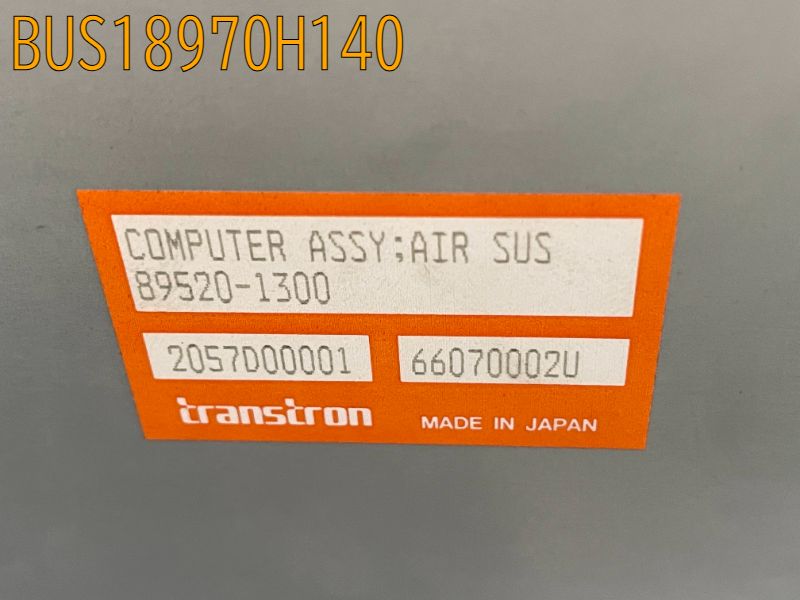 BUS18970H140
COMPUTER ASSY;AIR SUS
89520-1300
2057D00001
66070002U
transtron
MADE IN JAPAN